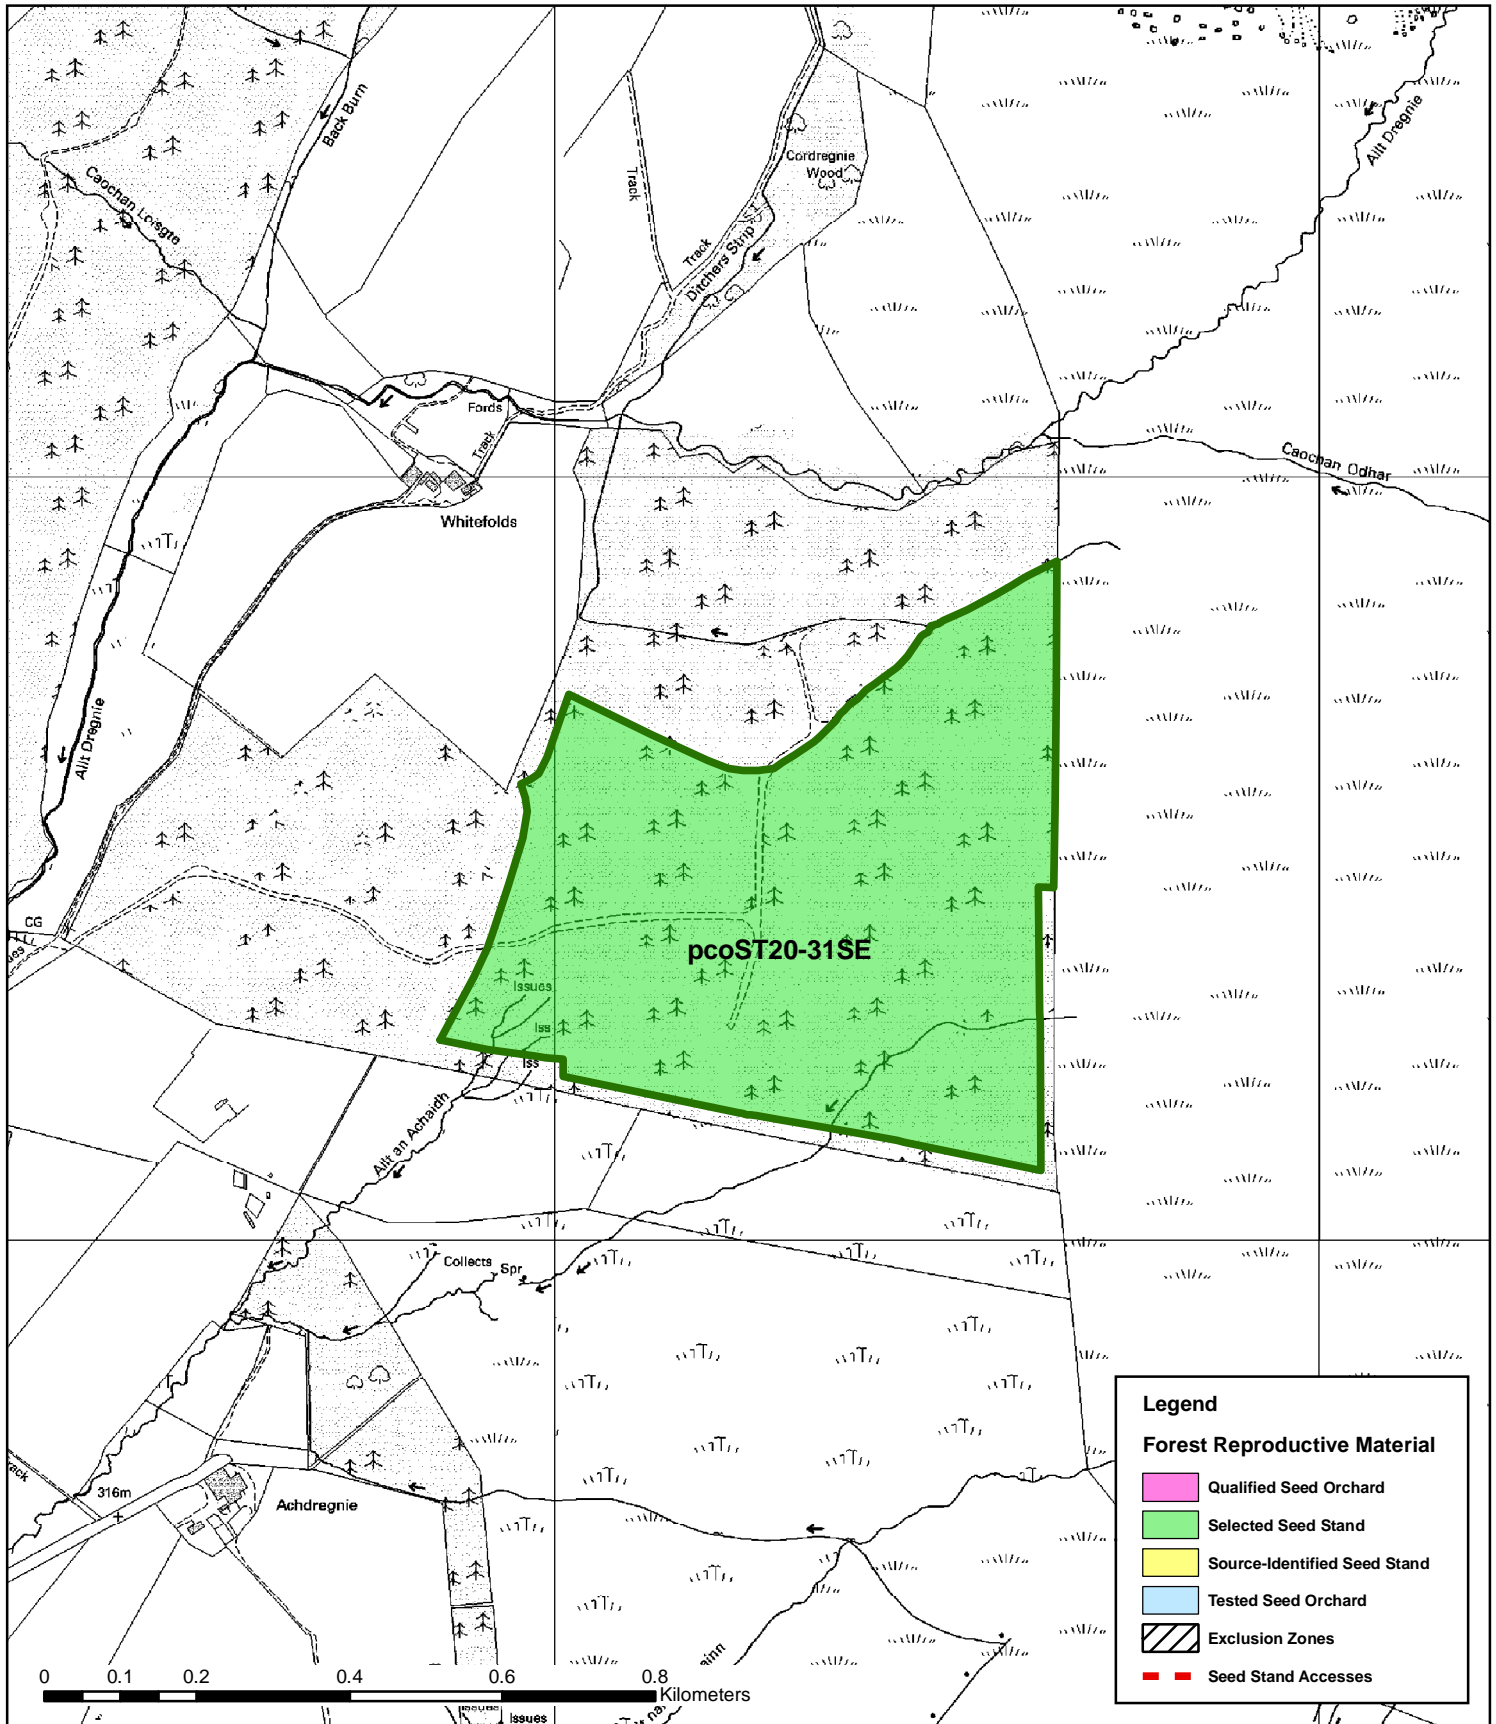 Back Burn
Caochan Loisgte
Cordregnie
Wood
Track
Track
Ditchers Strip
Allt Dregnie
Fords
Track
Whitefolds
Caochan Odhar
Allt Dregnie
CG
pcoST20-31SE
Issues
Iss
Iss
Allt an Achaidh
Collects
Spr
316m
Achdregnie
Legend
Forest Reproductive Material
Qualified Seed Orchard
Selected Seed Stand
Source-Identified Seed Stand
Tested Seed Orchard
Exclusion Zones
Seed Stand Accesses
0 0.1 0.2 0.4 0.6 0.8
Kilometers
Issues
Issues